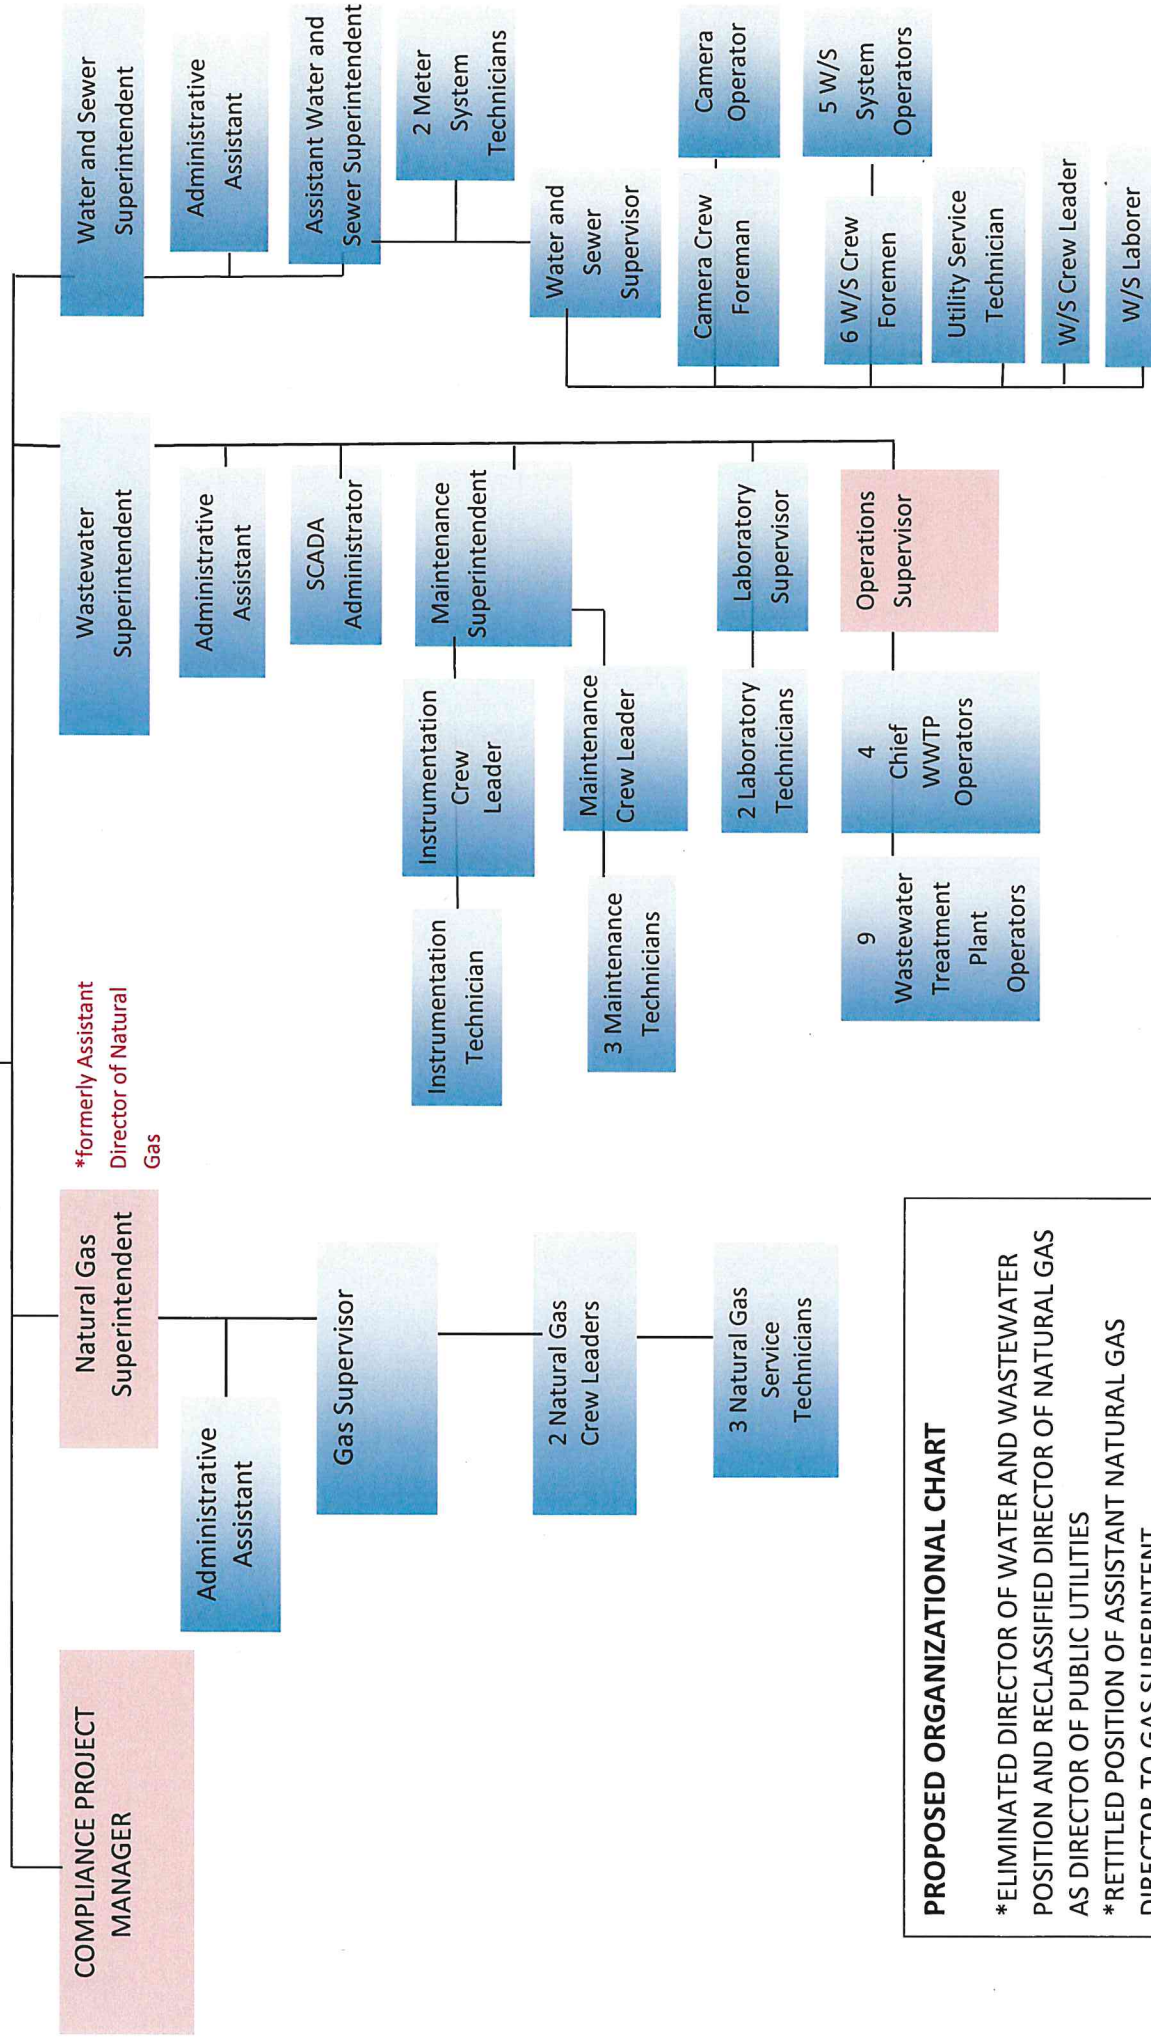 COMPLIANCE PROJECT
MANAGER
Natural Gas
Superintendent
*formerly Assistant
Director of Natural
Gas
Administrative
Assistant
Gas Supervisor
2 Natural Gas
Crew Leaders
3 Natural Gas
Service
Technicians
Wastewater
Superintendent
Administrative
Assistant
SCADA
Administrator
Maintenance
Superintendent
Instrumentation
Crew
Leader
Instrumentation
Technician
Maintenance
Crew Leader
3 Maintenance
Technicians
Laboratory
Supervisor
2 Laboratory
Technicians
Operations
Supervisor
4
Chief
WWTP
Operators
9
Wastewater
Treatment
Plant
Operators
Water and Sewer
Superintendent
Administrative
Assistant
Assistant Water and
Sewer Superintendent
2 Meter
System
Technicians
Water and
Sewer
Supervisor
Camera Crew
Foreman
Camera
Operator
6 W/S Crew
Foremen
5 W/S
System
Operators
Utility Service
Technician
W/S Crew Leader
W/S Laborer
PROPOSED ORGANIZATIONAL CHART
*ELIMINATED DIRECTOR OF WATER AND WASTEWATER
POSITION AND RECLASSIFIED DIRECTOR OF NATURAL GAS
AS DIRECTOR OF PUBLIC UTILITIES
*RETITLED POSITION OF ASSISTANT NATURAL GAS
DIRECTOR TO GAS SUPERINTENT